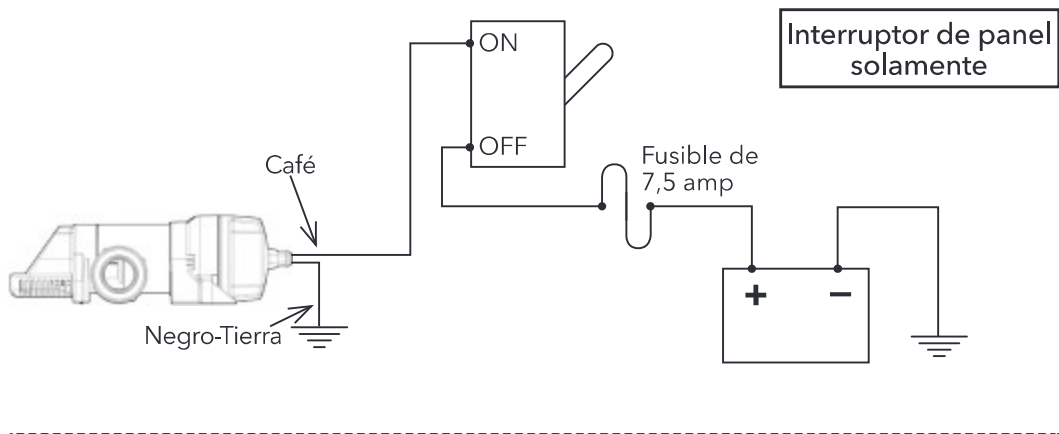 ON
Interruptor de panel
solamente
OFF
Café
Fusible de
7,5 amp
Negro-Tierra
+ −